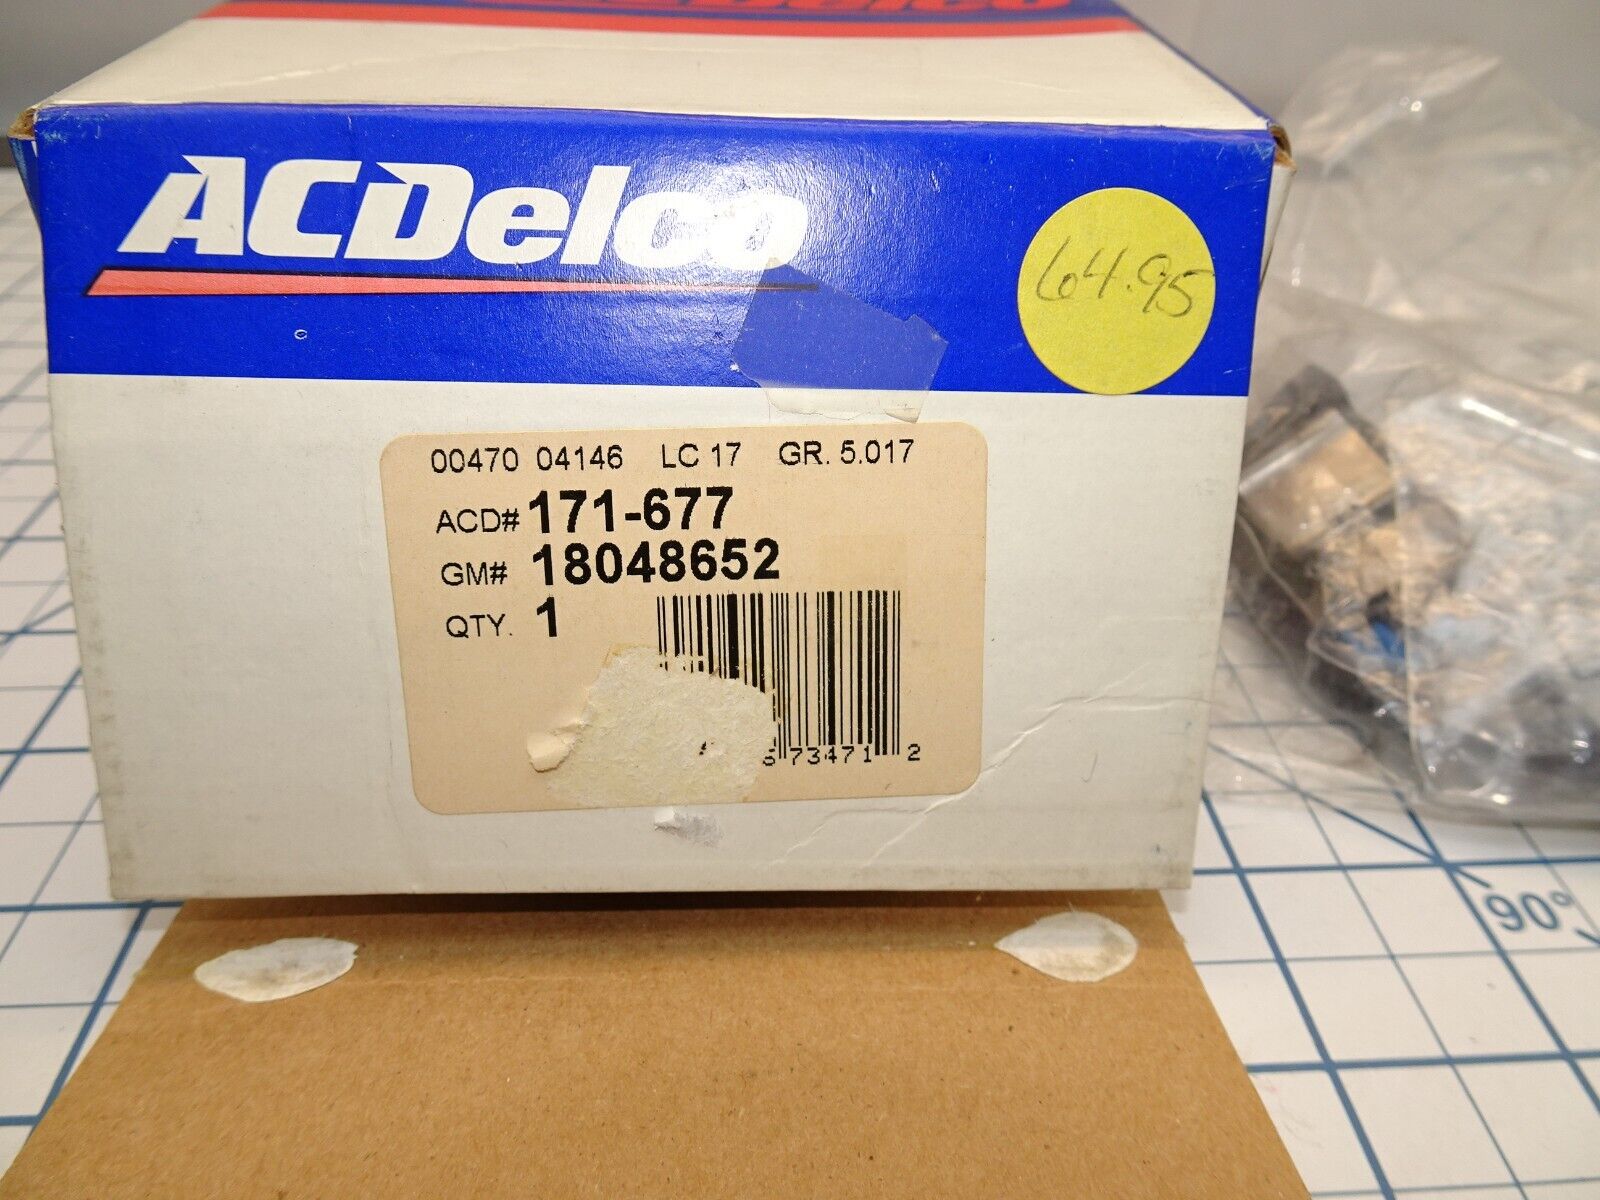 ACDelco
ACDelco
64.95
00470 04146 LC 17 GR. 5.017
ACD# 171-677
GM# 18048652
QTY. 1
73471 2
90°